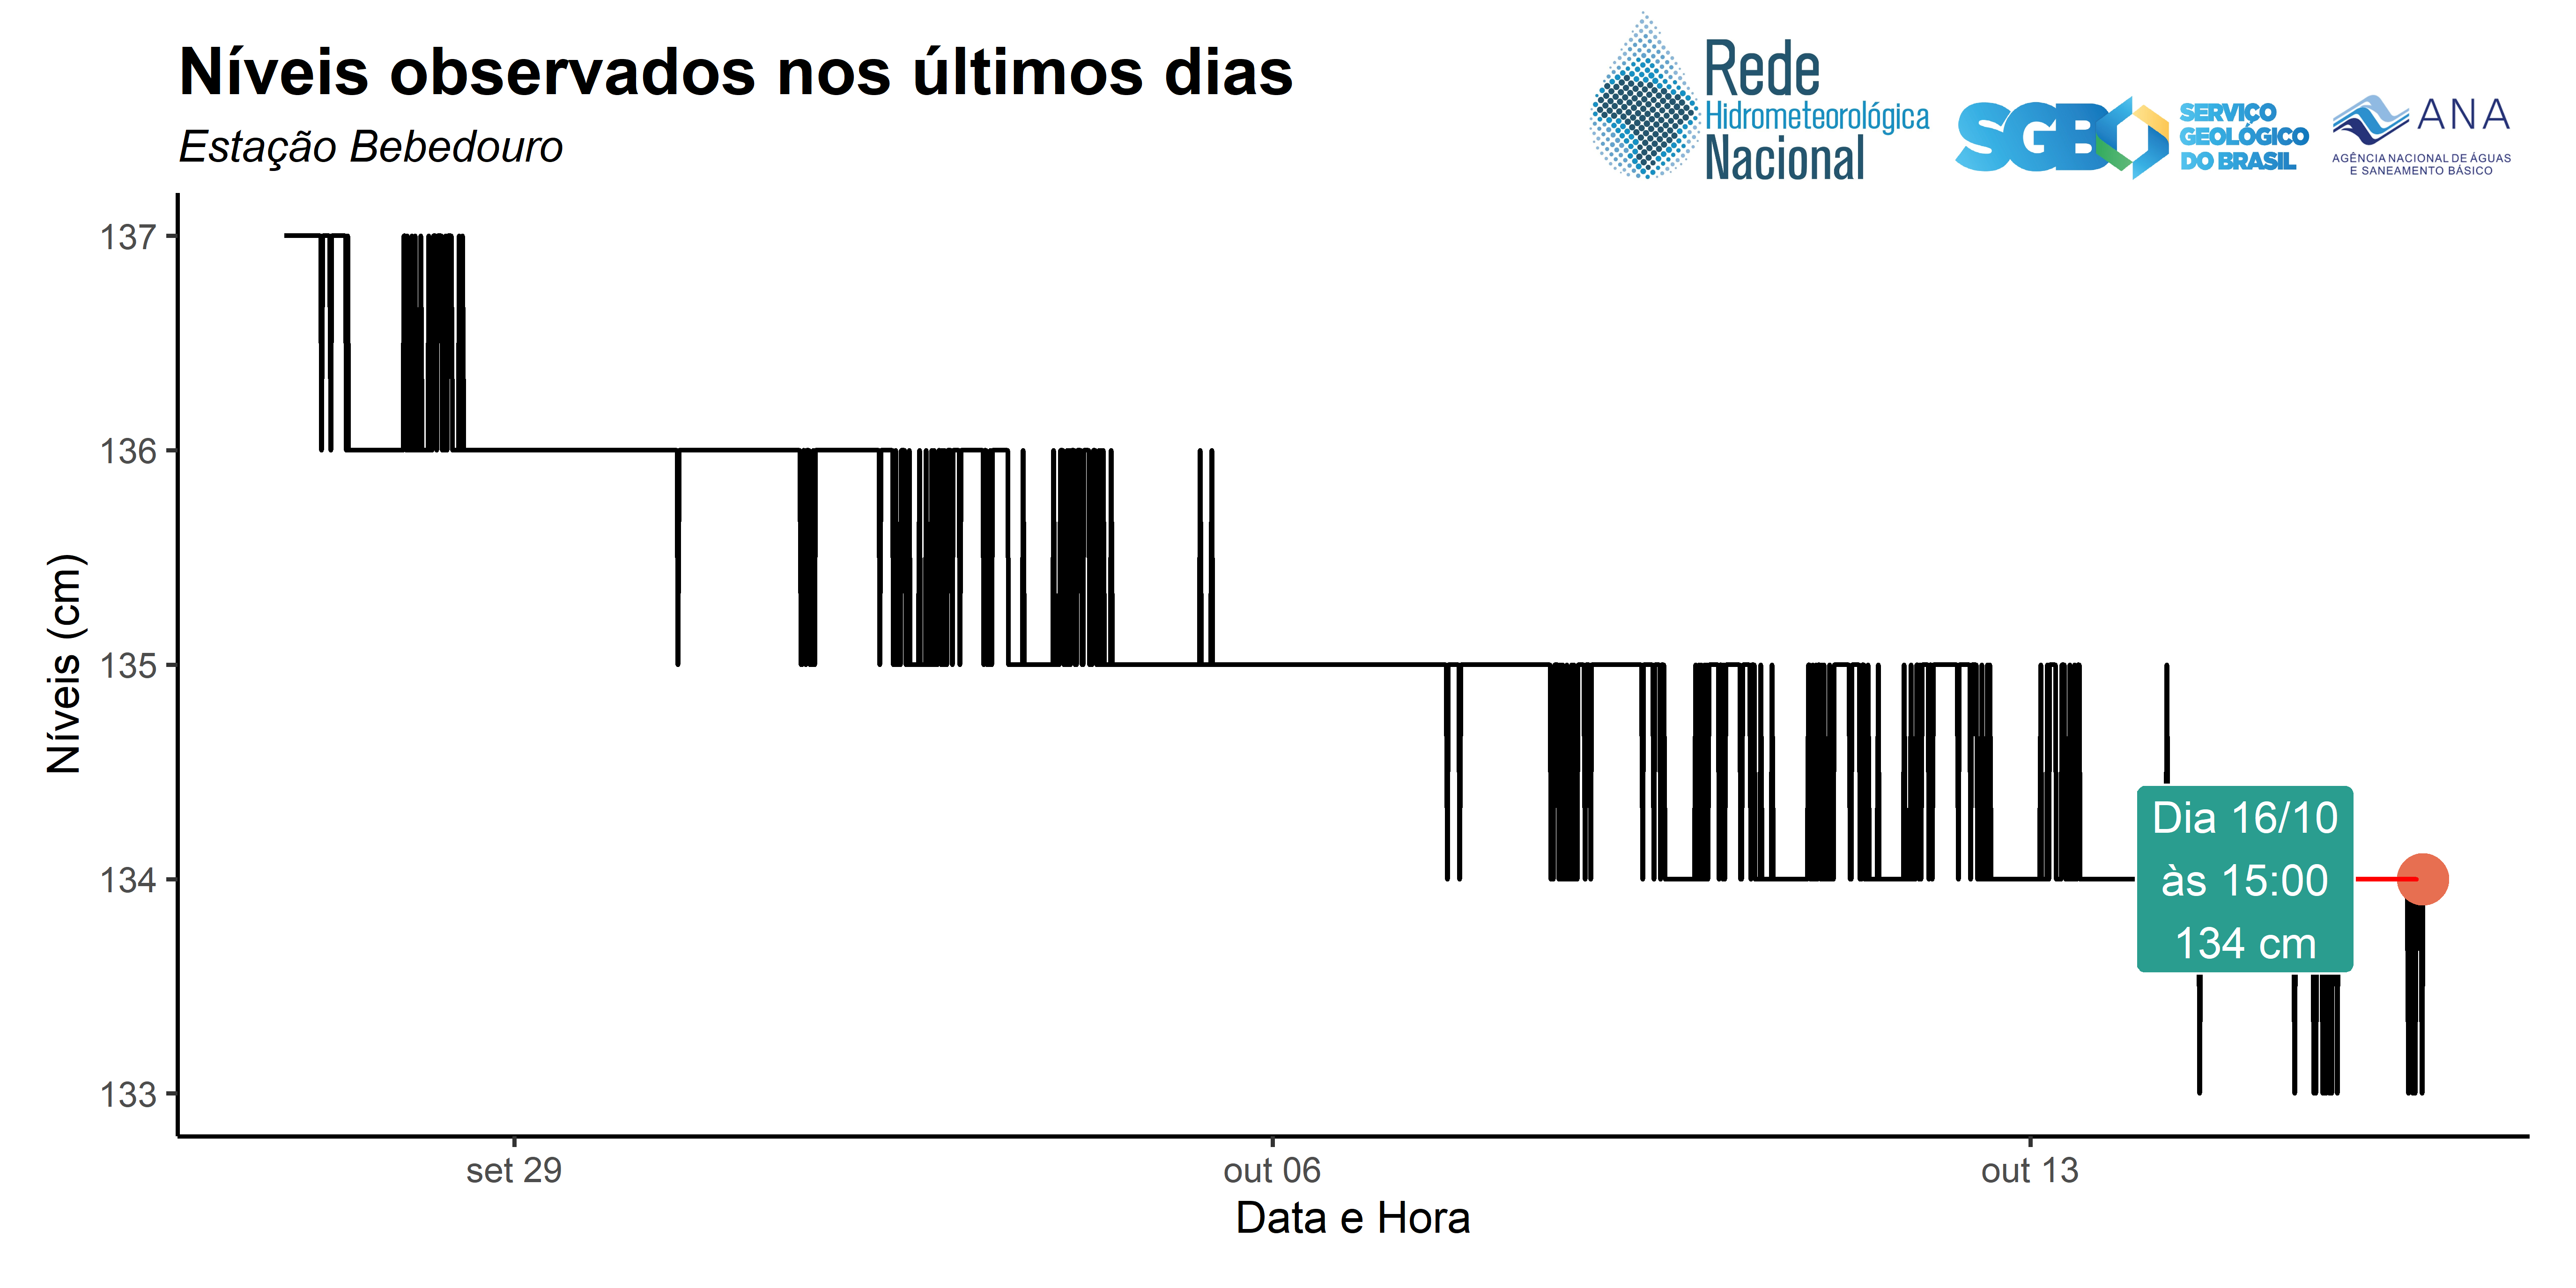 Níveis observados nos últimos dias
Estação Bebedouro
Rede
Hidrometeorológica
Nacional
SGB
SERVIÇO
GEOLÓGICO
DO BRASIL
ANA
AGÊNCIA NACIONAL DE ÁGUAS
E SANEAMENTO BÁSICO
Níveis (cm)
137
136
135
134
133
Dia 16/10
às 15:00
134 cm
set 29
out 06
out 13
Data e Hora